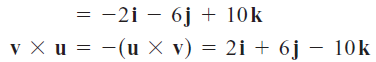 = −2i − 6j + 10k
v × u = −(u × v) = 2i + 6j − 10k